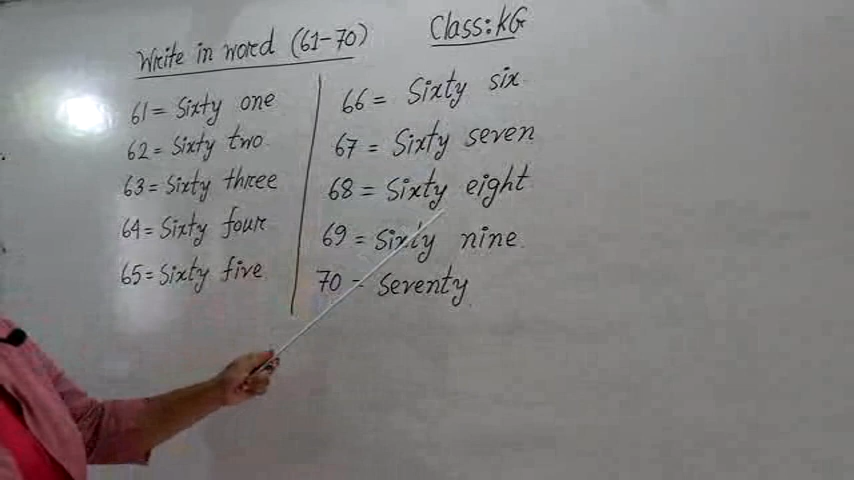 Write in word (61-70)
Class: KG
61 = Sixty one
62 = Sixty two
63 = Sixty three
64 = Sixty four
65 = Sixty five
66 = Sixty six
67 = Sixty seven
68 = Sixty eight
69 = Sixty nine
70 = Seventy